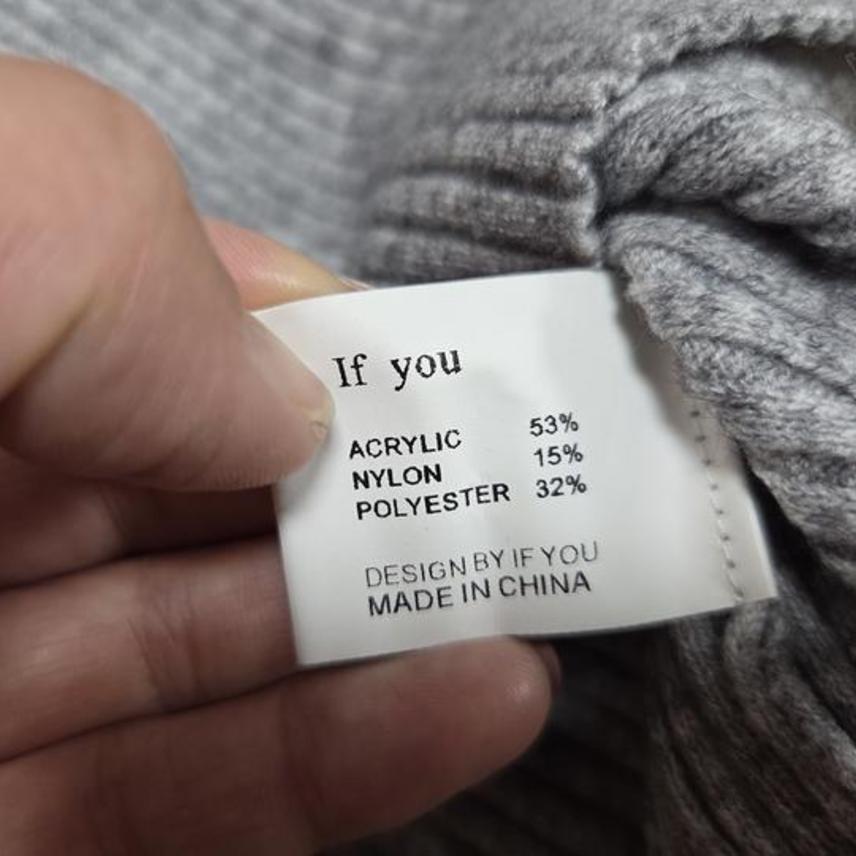 If you
ACRYLIC 53%
NYLON 15%
POLYESTER 32%
DESIGN BY IF YOU
MADE IN CHINA